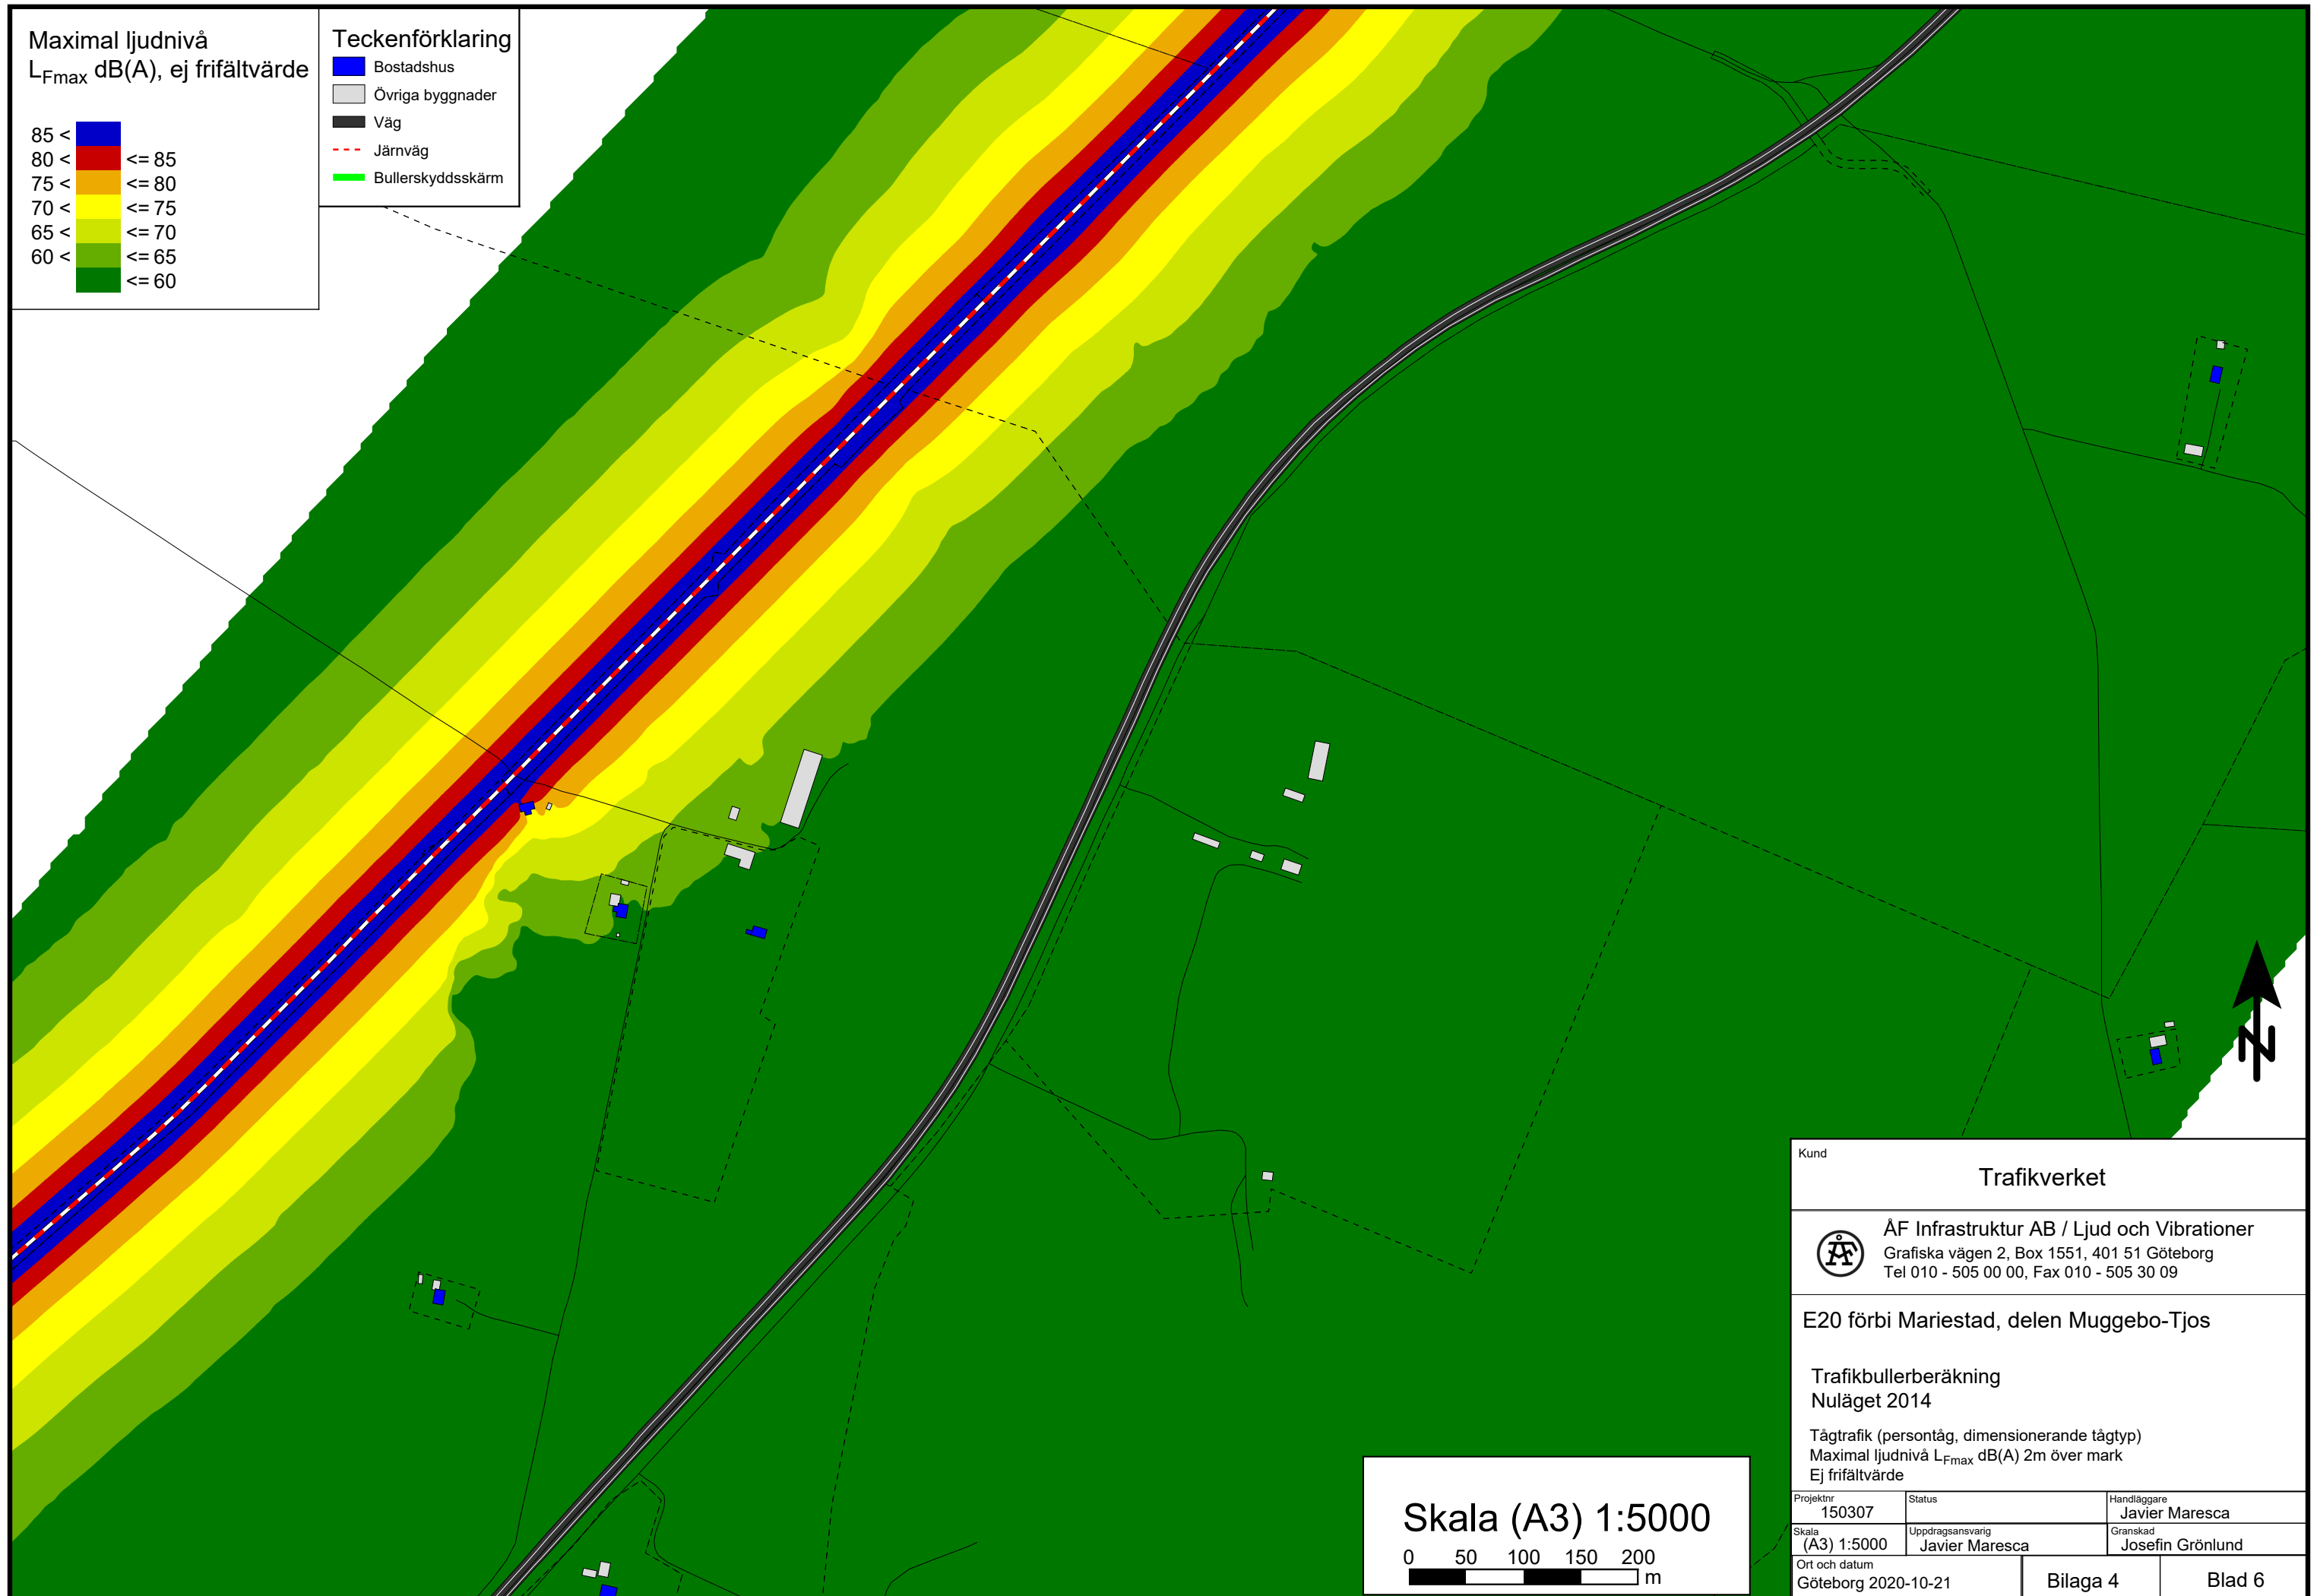 Maximal ljudnivå
LFmax dB(A), ej frifältvärde
85 <
80 < <= 85
75 < <= 80
70 < <= 75
65 < <= 70
60 < <= 65
<= 60
Teckenförklaring
Bostadshus
Övriga byggnader
Väg
Järnväg
Bullerskyddsskärm
N
Skala (A3) 1:5000
0 50 100 150 200
m
Kund
Trafikverket
ÅF
ÅF Infrastruktur AB / Ljud och Vibrationer
Grafiska vägen 2, Box 1551, 401 51 Göteborg
Tel 010 - 505 00 00, Fax 010 - 505 30 09
E20 förbi Mariestad, delen Muggebo-Tjos
Trafikbullerberäkning
Nuläget 2014
Tågtrafik (persontåg, dimensionerande tågtyp)
Maximal ljudnivå LFmax dB(A) 2m över mark
Ej frifältvärde
Projektnr
150307
Status
Handläggare
Javier Maresca
Skala
(A3) 1:5000
Uppdragsansvarig
Javier Maresca
Granskad
Josefin Grönlund
Ort och datum
Göteborg 2020-10-21
Bilaga 4
Blad 6